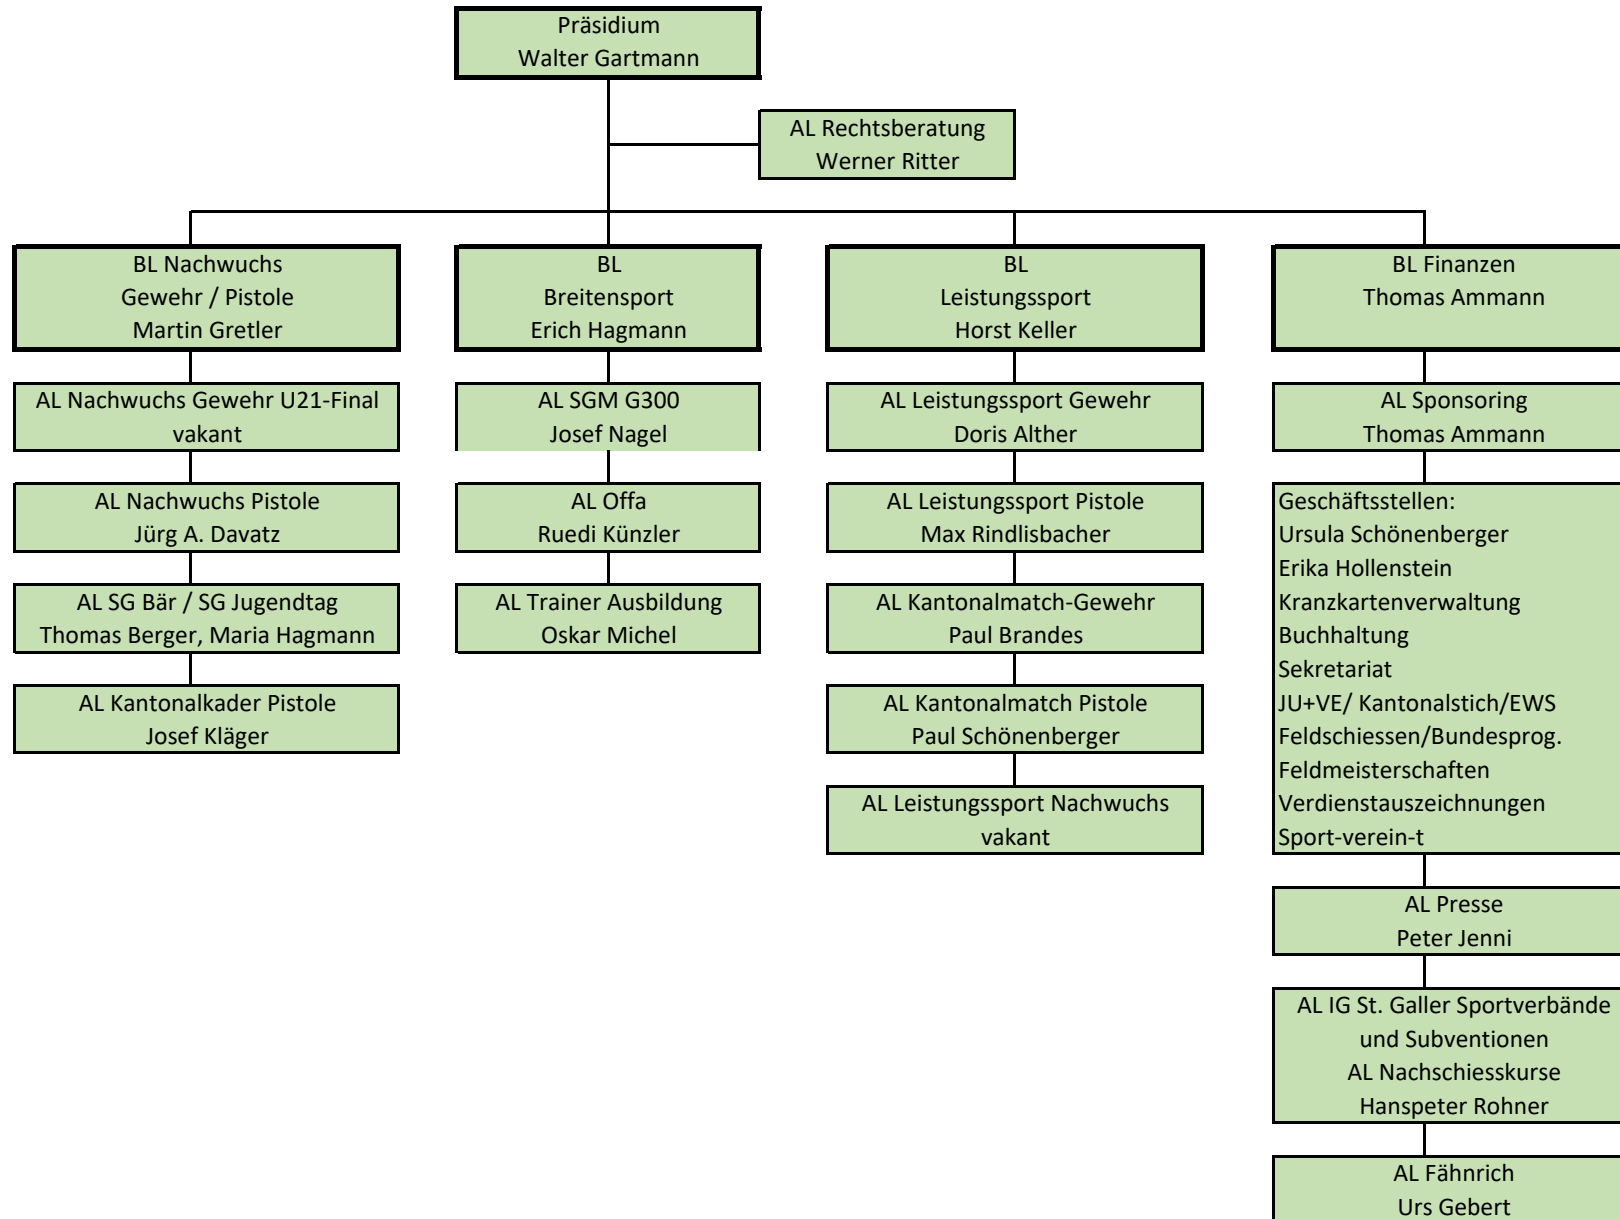 Präsidium
Walter Gartmann
AL Rechtsberatung
Werner Ritter
BL Nachwuchs
Gewehr / Pistole
Martin Gretler
BL
Breitensport
Erich Hagmann
BL
Leistungssport
Horst Keller
BL Finanzen
Thomas Ammann
AL Nachwuchs Gewehr U21-Final
vakant
AL SGM G300
Josef Nagel
AL Leistungssport Gewehr
Doris Alther
AL Sponsoring
Thomas Ammann
AL Nachwuchs Pistole
Jürg A. Davatz
AL Offa
Ruedi Künzler
AL Leistungssport Pistole
Max Rindlisbacher
Geschäftsstellen:
Ursula Schönenberger
Erika Hollenstein
Kranzkartenverwaltung
Buchhaltung
Sekretariat
JU+VE/ Kantonalstich/EWS
Feldschiessen/Bundesprog.
Feldmeisterschaften
Verdienstauszeichnungen
Sport-verein-t
AL SG Bär / SG Jugendtag
Thomas Berger, Maria Hagmann
AL Trainer Ausbildung
Oskar Michel
AL Kantonalmatch-Gewehr
Paul Brandes
AL Kantonalkader Pistole
Josef Kläger
AL Kantonalmatch Pistole
Paul Schönenberger
AL Leistungssport Nachwuchs
vakant
AL Presse
Peter Jenni
AL IG St. Galler Sportverbände
und Subventionen
AL Nachschiesskurse
Hanspeter Rohner
AL Fähnrich
Urs Gebert